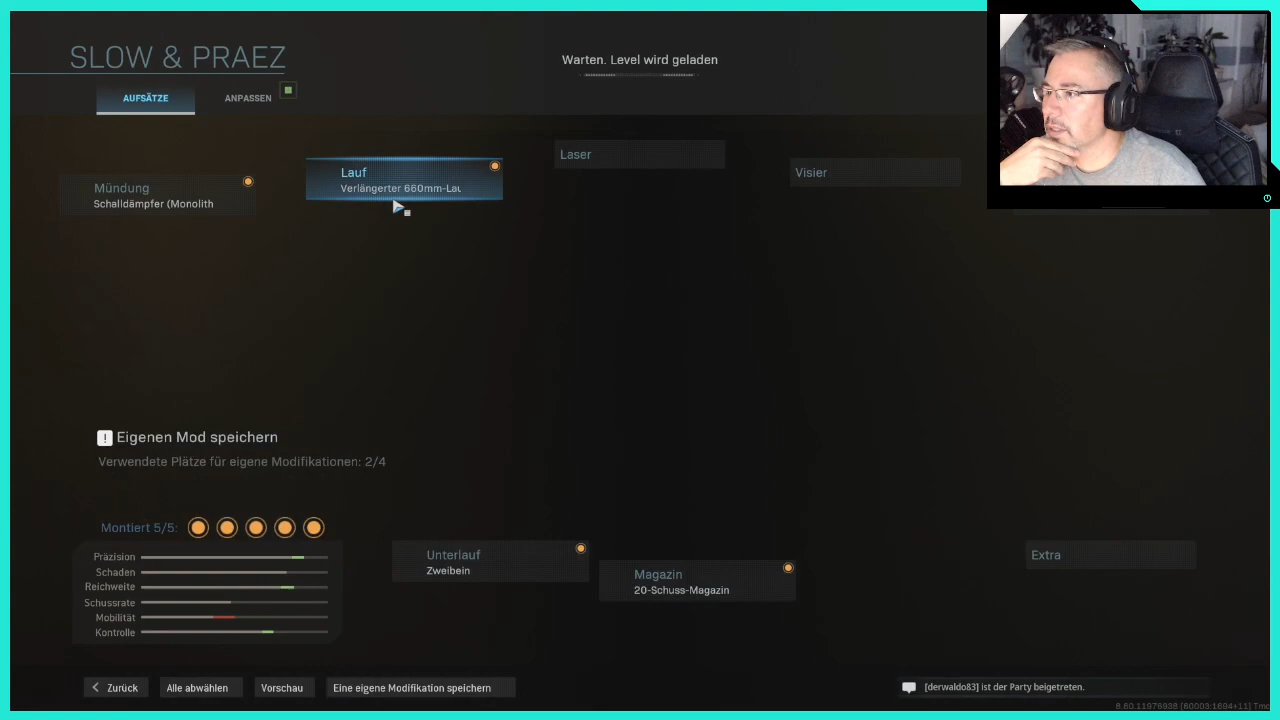 SLOW & PRAEZ
Warten. Level wird geladen
AUFSÄTZE
ANPASSEN
Mündung
Schalldämpfer (Monolith
Lauf
Verlängerter 660mm-Lau
Laser
Visier
! Eigenen Mod speichern
Verwendete Plätze für eigene Modifikationen: 2/4
Montiert 5/5:
Präzision
Schaden
Reichweite
Schussrate
Mobilität
Kontrolle
Unterlauf
Zweibein
Magazin
20-Schuss-Magazin
Extra
Zurück
Alle abwählen
Vorschau
Eine eigene Modifikation speichern
[derwaldo83] ist der Party beigetreten.